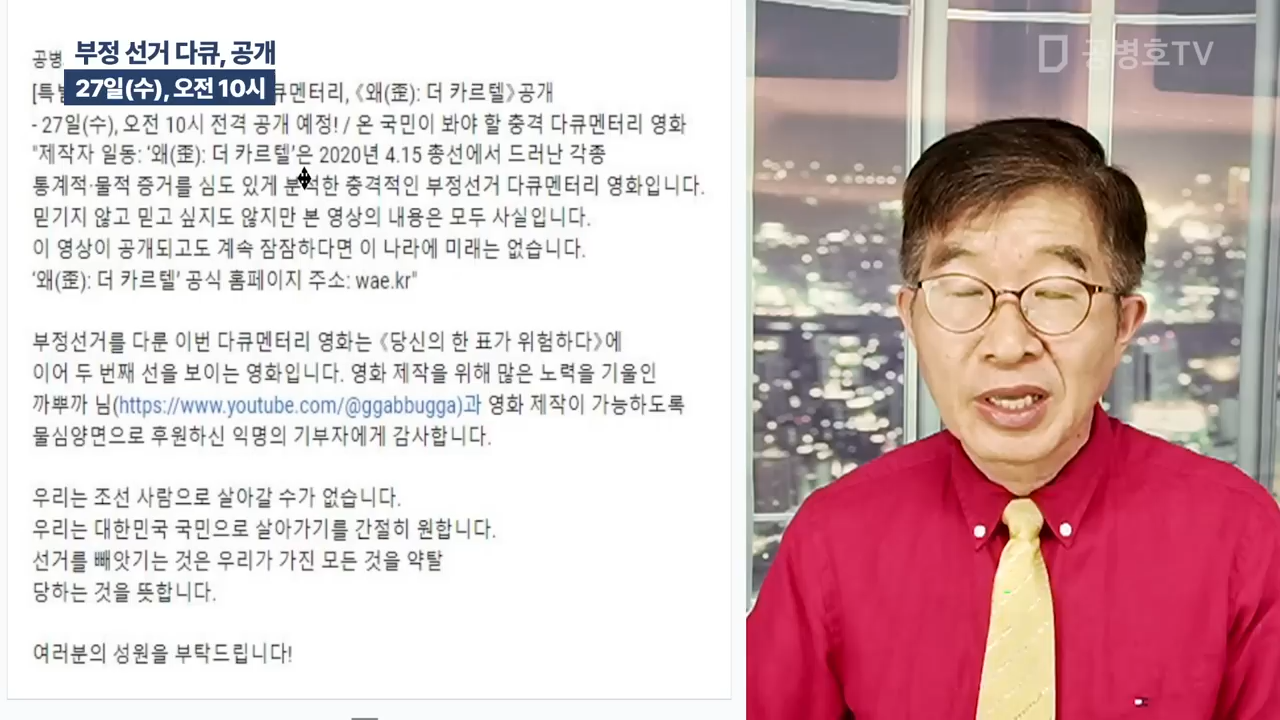 부정 선거 다큐, 공개
27일(수), 오전 10시
공병호TV
공병
[특별 큐멘터리, 《왜(歪): 더 카르텔》공개
- 27일(수), 오전 10시 전격 공개 예정! / 온 국민이 봐야 할 충격 다큐멘터리 영화
"제작자 일동: '왜(歪): 더 카르텔'은 2020년 4.15 총선에서 드러난 각종
통계적·물적 증거를 심도 있게 분석한 충격적인 부정선거 다큐멘터리 영화입니다.
믿기지 않고 믿고 싶지도 않지만 본 영상의 내용은 모두 사실입니다.
이 영상이 공개되고도 계속 잠잠하다면 이 나라에 미래는 없습니다.
'왜(歪): 더 카르텔' 공식 홈페이지 주소: wae.kr"
부정선거를 다룬 이번 다큐멘터리 영화는 《당신의 한 표가 위험하다》에
이어 두 번째 선을 보이는 영화입니다. 영화 제작을 위해 많은 노력을 기울인
까뿌까 님(https://www.youtube.com/@ggabbugga)과 영화 제작이 가능하도록
물심양면으로 후원하신 익명의 기부자에게 감사합니다.
우리는 조선 사람으로 살아갈 수가 없습니다.
우리는 대한민국 국민으로 살아가기를 간절히 원합니다.
선거를 빼앗기는 것은 우리가 가진 모든 것을 약탈
당하는 것을 뜻합니다.
여러분의 성원을 부탁드립니다!